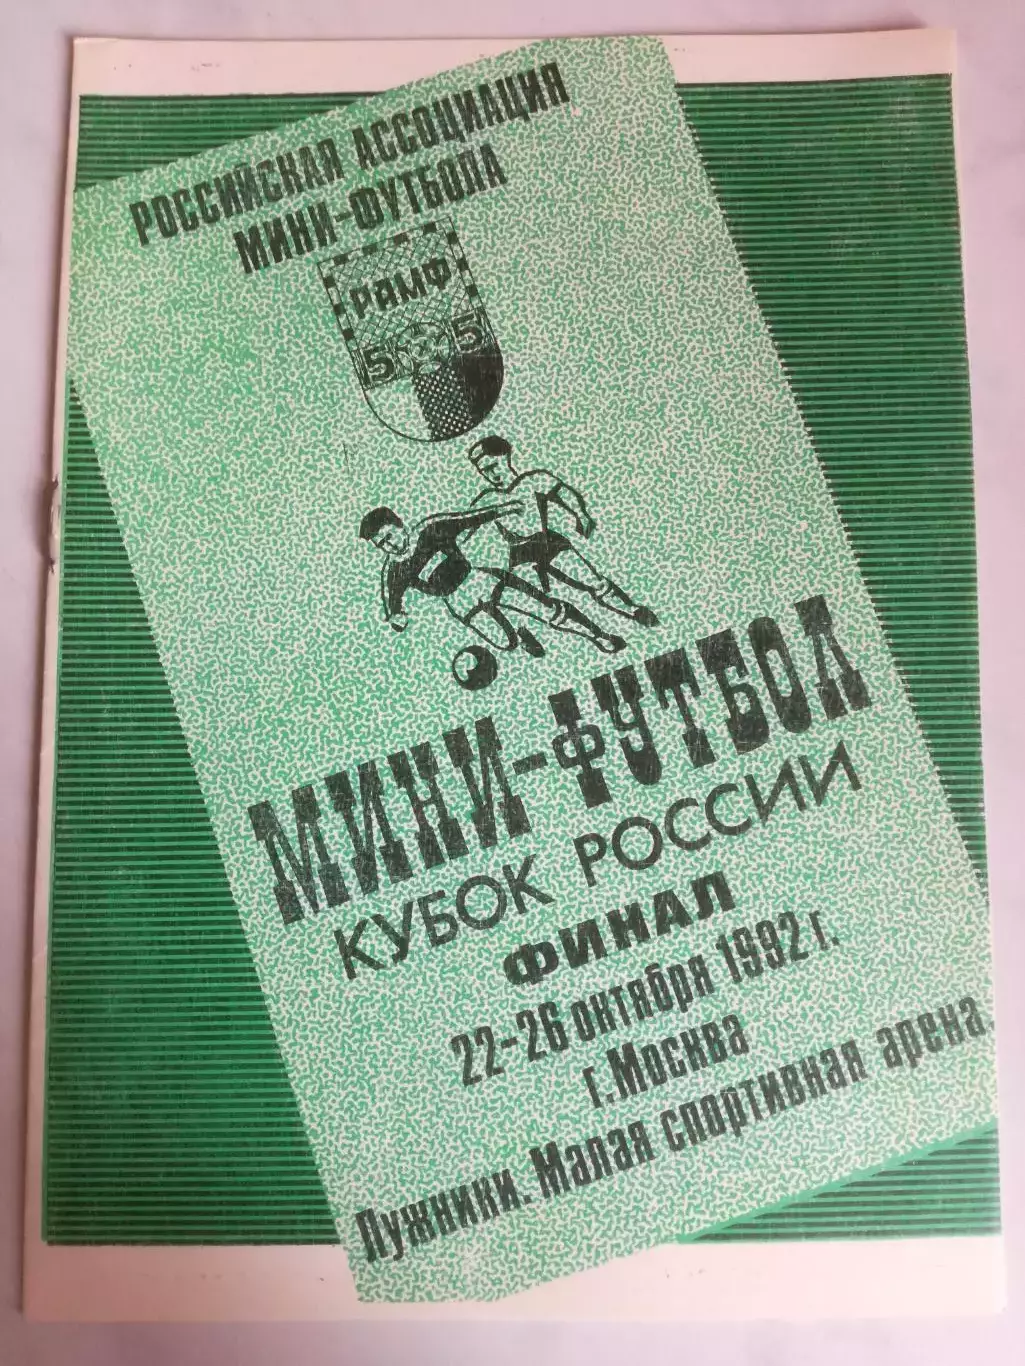 РОССИЙСКАЯ АССОЦИАЦИЯ
МИНИ-ФУТБОЛА
РАМФ
5 5
МИНИ-ФУТБОЛ
КУБОК РОССИИ
ФИНАЛ
22-26 октября 1992 г.
г. Москва
Лужники. Малая спортивная арена.